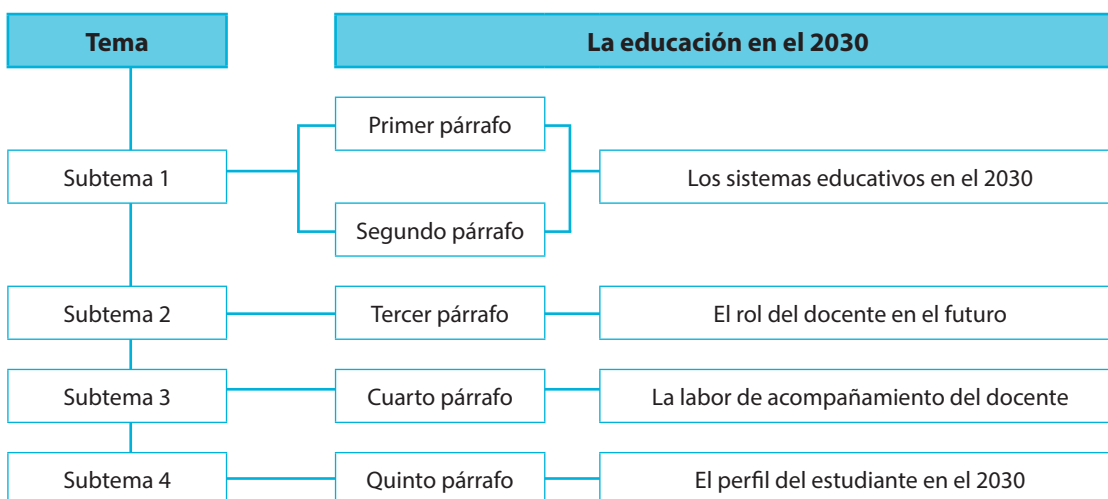 Tema
La educación en el 2030
Primer párrafo
Subtema 1
Los sistemas educativos en el 2030
Segundo párrafo
Subtema 2
Tercer párrafo
El rol del docente en el futuro
Subtema 3
Cuarto párrafo
La labor de acompañamiento del docente
Subtema 4
Quinto párrafo
El perfil del estudiante en el 2030